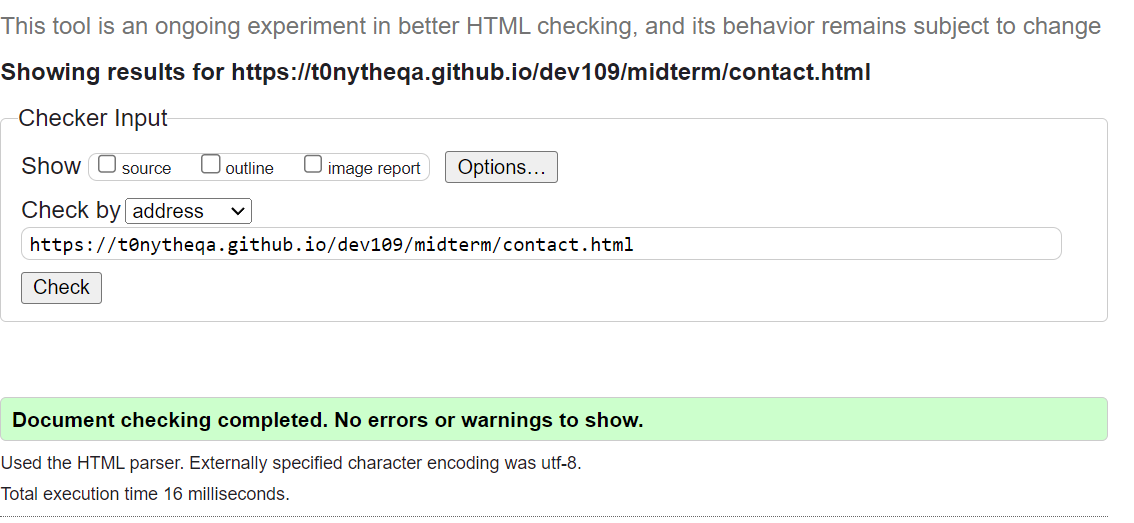 This tool is an ongoing experiment in better HTML checking, and its behavior remains subject to change
Showing results for https://t0nytheqa.github.io/dev109/midterm/contact.html
Checker Input
Show source outline image report Options...
Check by address
https://t0nytheqa.github.io/dev109/midterm/contact.html
Check
Document checking completed. No errors or warnings to show.
Used the HTML parser. Externally specified character encoding was utf-8.
Total execution time 16 milliseconds.